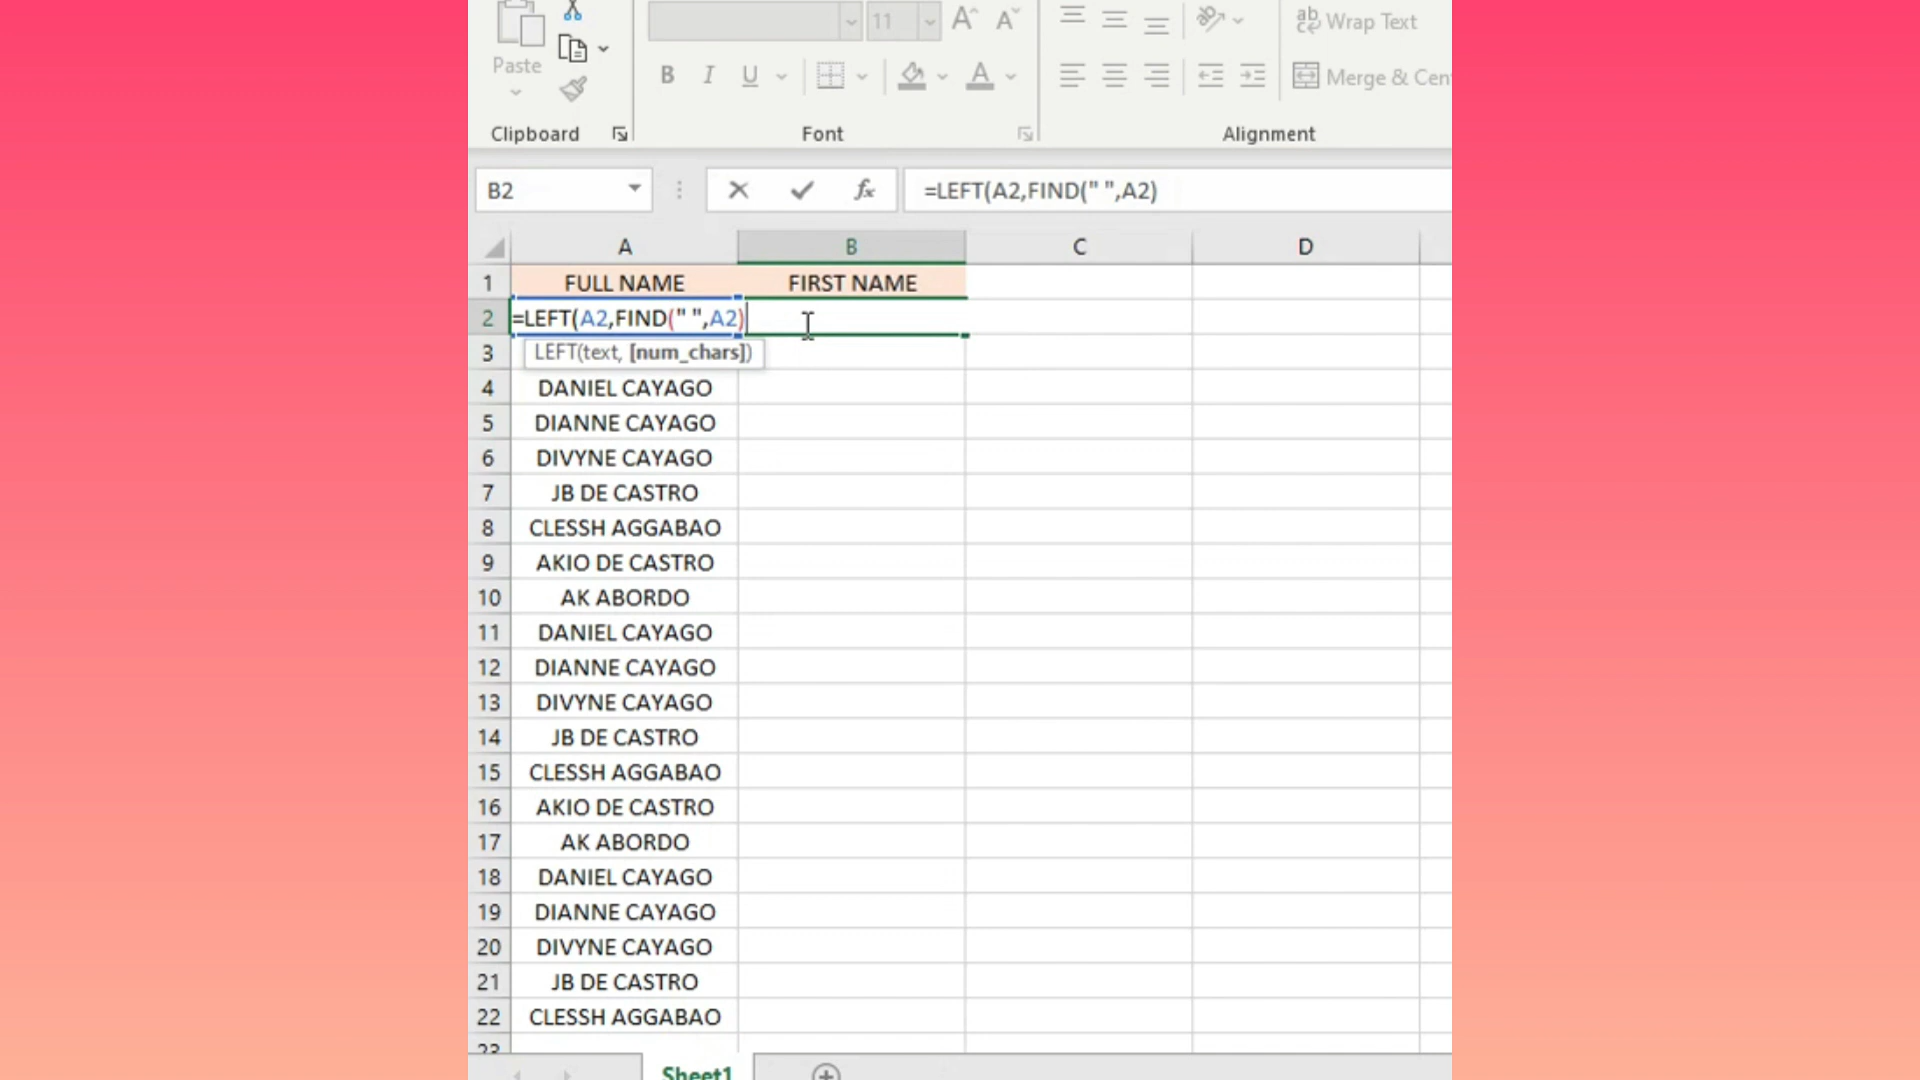 11 A A
ab Wrap Text
Paste
B I U A Merge & Cen
Clipboard Font Alignment
B2 fx =LEFT(A2,FIND(" ",A2)
A B C D
1 FULL NAME FIRST NAME
2 =LEFT(A2,FIND(" ",A2)
3 LEFT(text, [num_chars])
4 DANIEL CAYAGO
5 DIANNE CAYAGO
6 DIVYNE CAYAGO
7 JB DE CASTRO
8 CLESSH AGGABAO
9 AKIO DE CASTRO
10 AK ABORDO
11 DANIEL CAYAGO
12 DIANNE CAYAGO
13 DIVYNE CAYAGO
14 JB DE CASTRO
15 CLESSH AGGABAO
16 AKIO DE CASTRO
17 AK ABORDO
18 DANIEL CAYAGO
19 DIANNE CAYAGO
20 DIVYNE CAYAGO
21 JB DE CASTRO
22 CLESSH AGGABAO
23
Sheet1